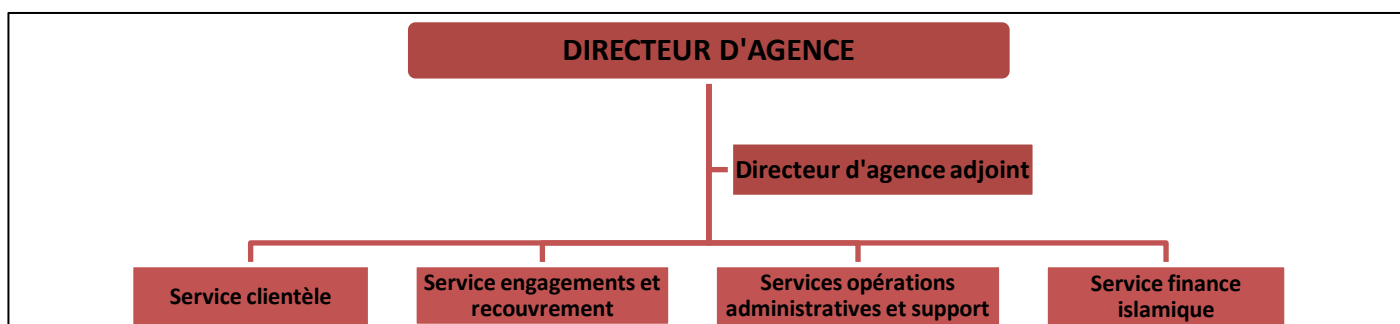 DIRECTEUR D'AGENCE
Directeur d'agence adjoint
Service clientèle
Service engagements et
recouvrement
Services opérations
administratives et support
Service finance
islamique